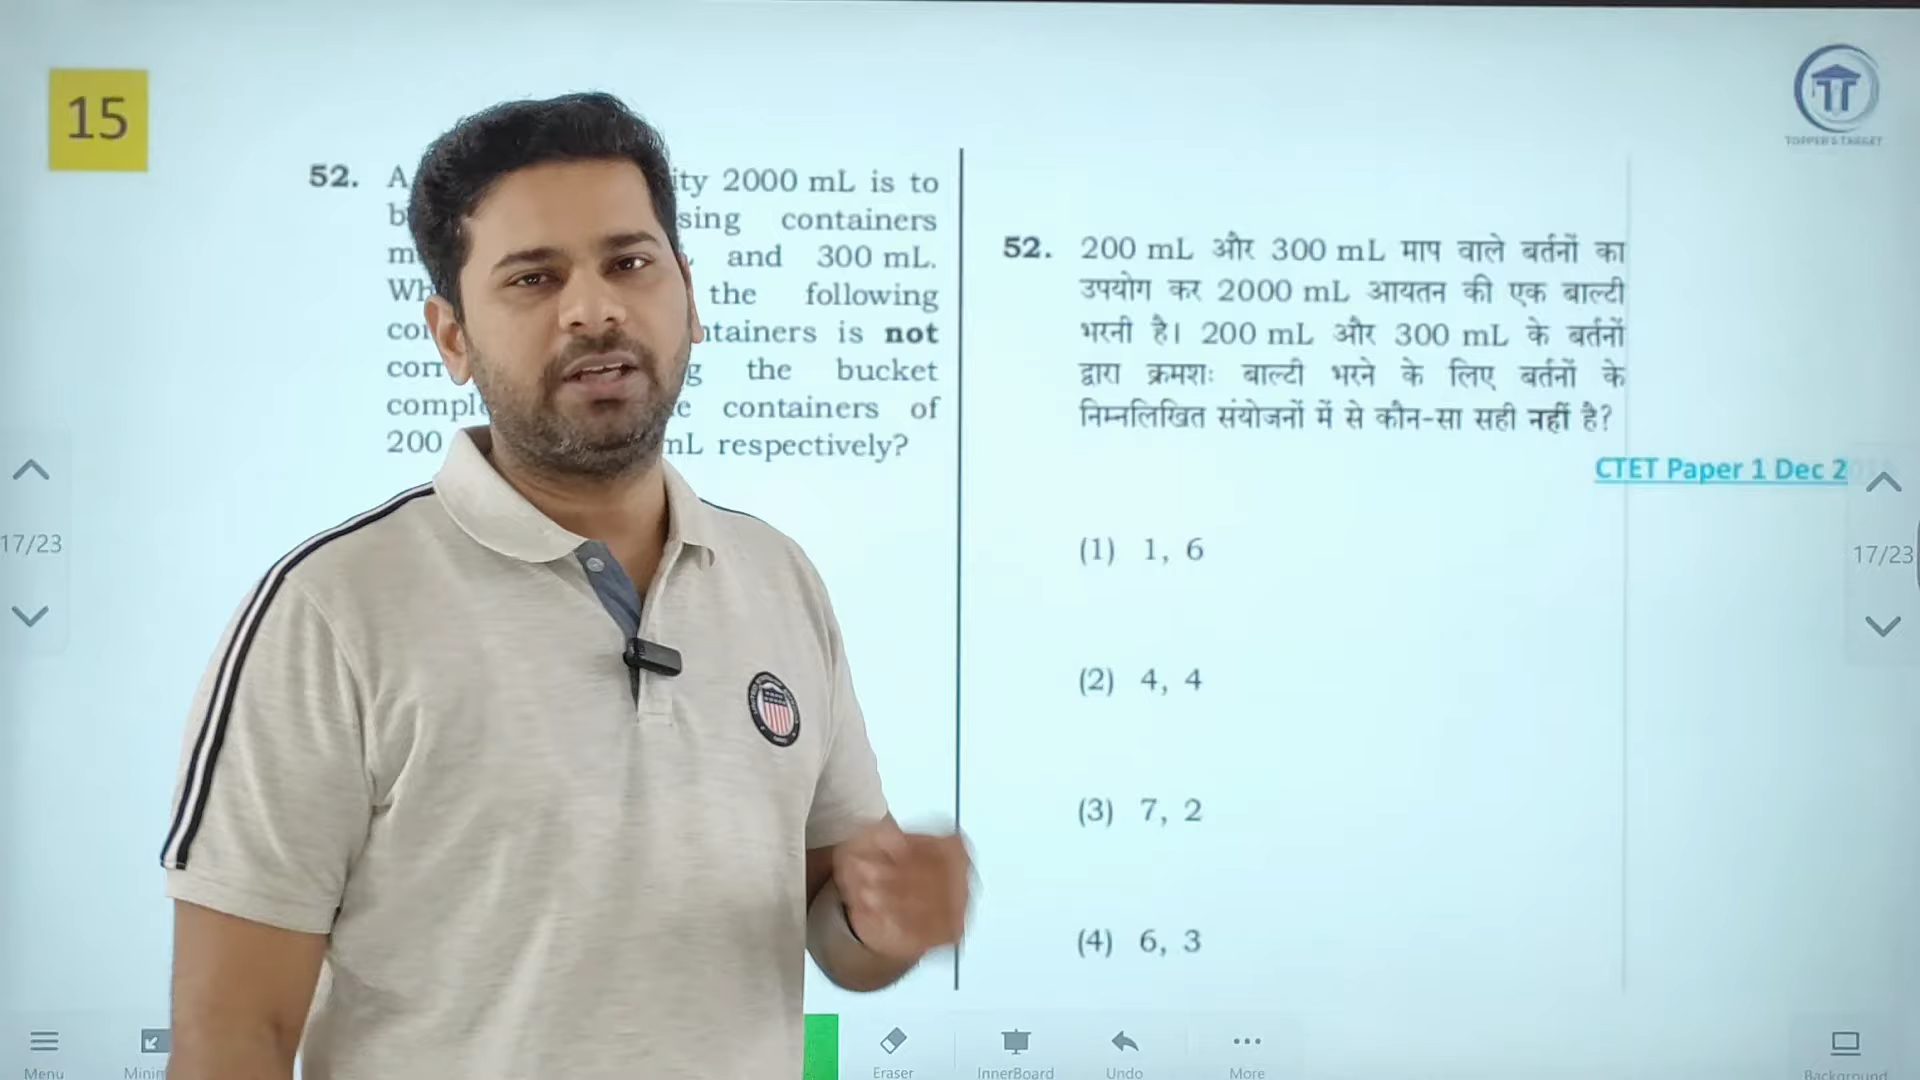 15
TOPPER'S TARGET
52. ity 2000 mL is to
sing containers
and 300 mL.
the following
ntainers is not
the bucket
containers of
200 mL respectively?
52. 200 mL और 300 mL माप वाले बर्तनों का
उपयोग कर 2000 mL आयतन की एक बाल्टी
भरनी है। 200 mL और 300 mL के बर्तनों
द्वारा क्रमशः बाल्टी भरने के लिए बर्तनों के
निम्नलिखित संयोजनों में से कौन-सा सही नहीं है?
CTET Paper 1 Dec 2
(1) 1, 6
(2) 4, 4
(3) 7, 2
(4) 6, 3
17/23
17/23
Menu
Eraser
InnerBoard
Undo
More
Background